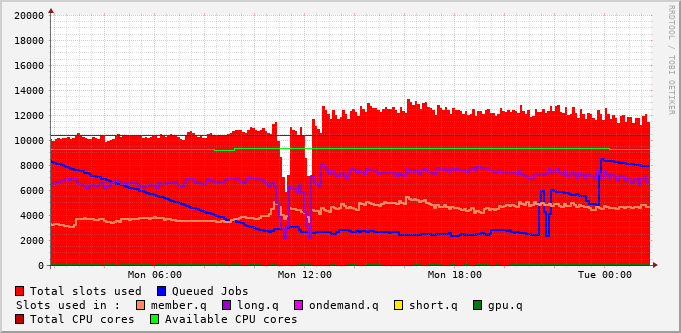 RRDTOOL / TOBI OETIKER
20000
18000
16000
14000
12000
10000
8000
6000
4000
2000
0
Mon 06:00 Mon 12:00 Mon 18:00 Tue 00:00
Total slots used Queued Jobs
Slots used in : member.q long.q ondemand.q short.q gpu.q
Total CPU cores Available CPU cores